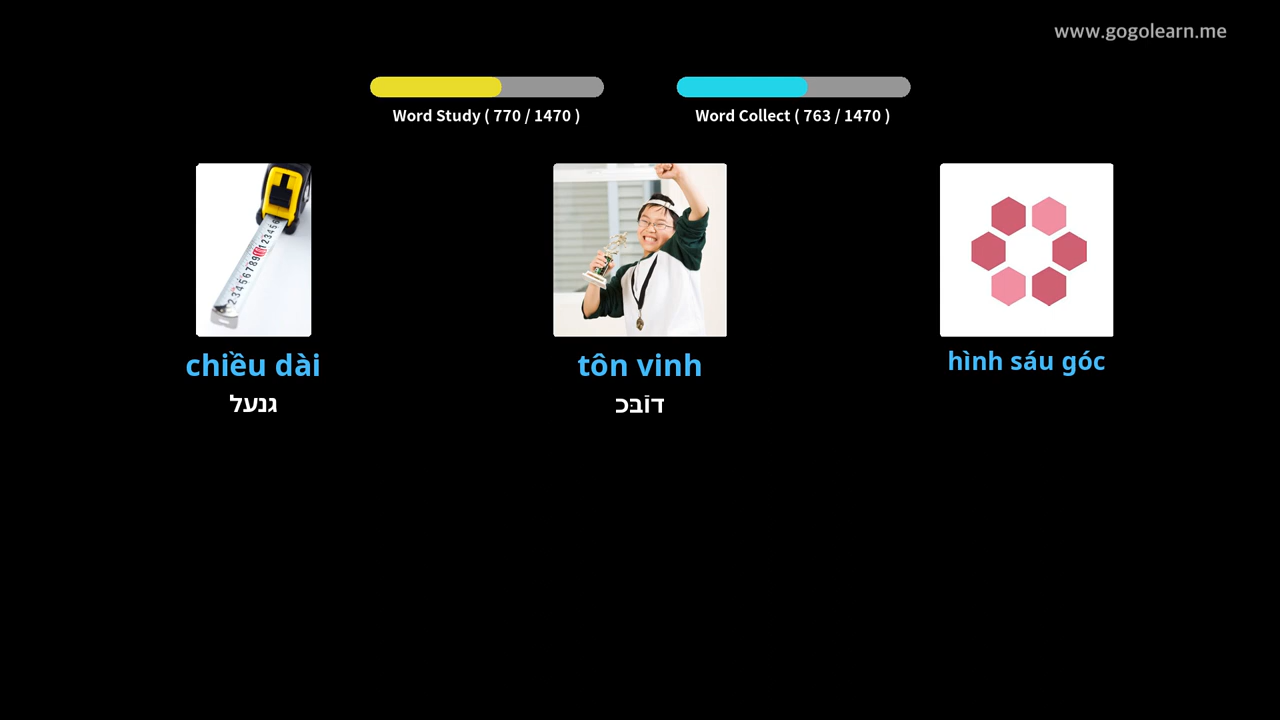 www.gogolearn.me
Word Study ( 770 / 1470 )
Word Collect ( 763 / 1470 )
chiều dài
גנעל
tôn vinh
דוֹבּכ
hình sáu góc